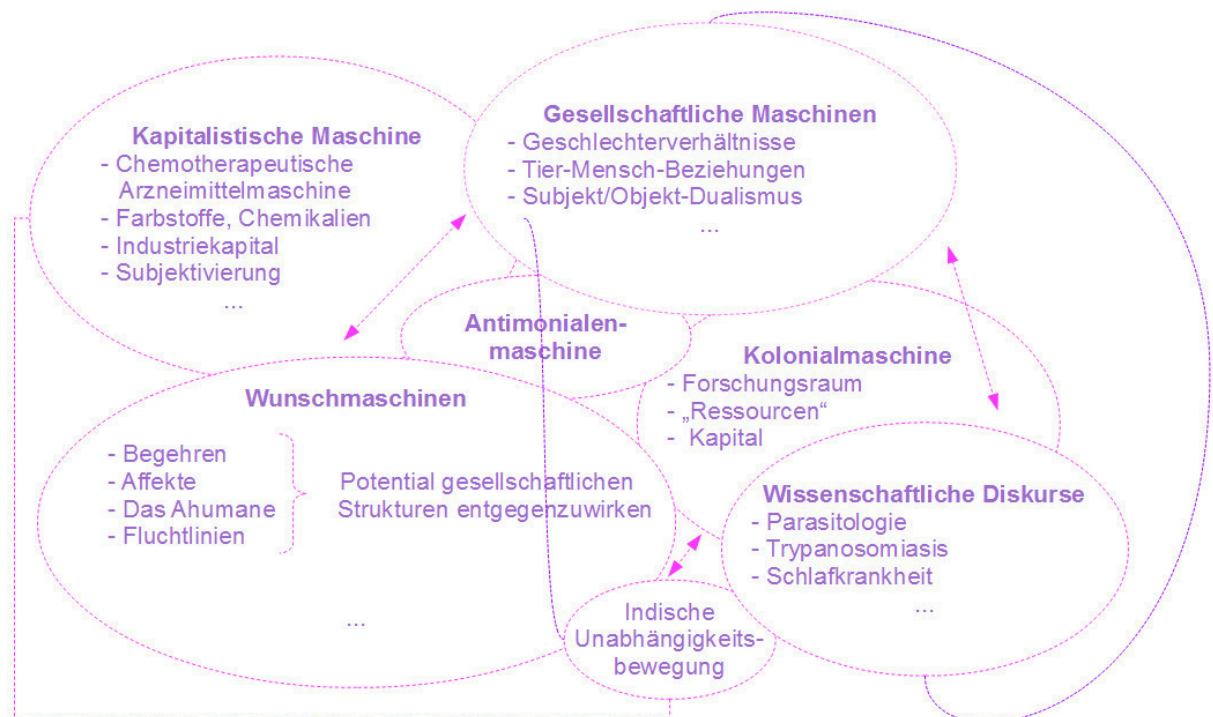 Kapitalistische Maschine
- Chemotherapeutische
Arzneimittelmaschine
- Farbstoffe, Chemikalien
- Industriekapital
- Subjektivierung
...
Gesellschaftliche Maschinen
- Geschlechterverhältnisse
- Tier-Mensch-Beziehungen
- Subjekt/Objekt-Dualismus
...
Antimonialen-
maschine
Kolonialmaschine
- Forschungsraum
- „Ressourcen“
- Kapital
Wunschmaschinen
- Begehren
- Affekte
- Das Ahumane
- Fluchtlinien
Potential gesellschaftlichen
Strukturen entgegenzuwirken
...
Wissenschaftliche Diskurse
- Parasitologie
- Trypanosomiasis
- Schlafkrankheit
...
Indische
Unabhängigkeits-
bewegung